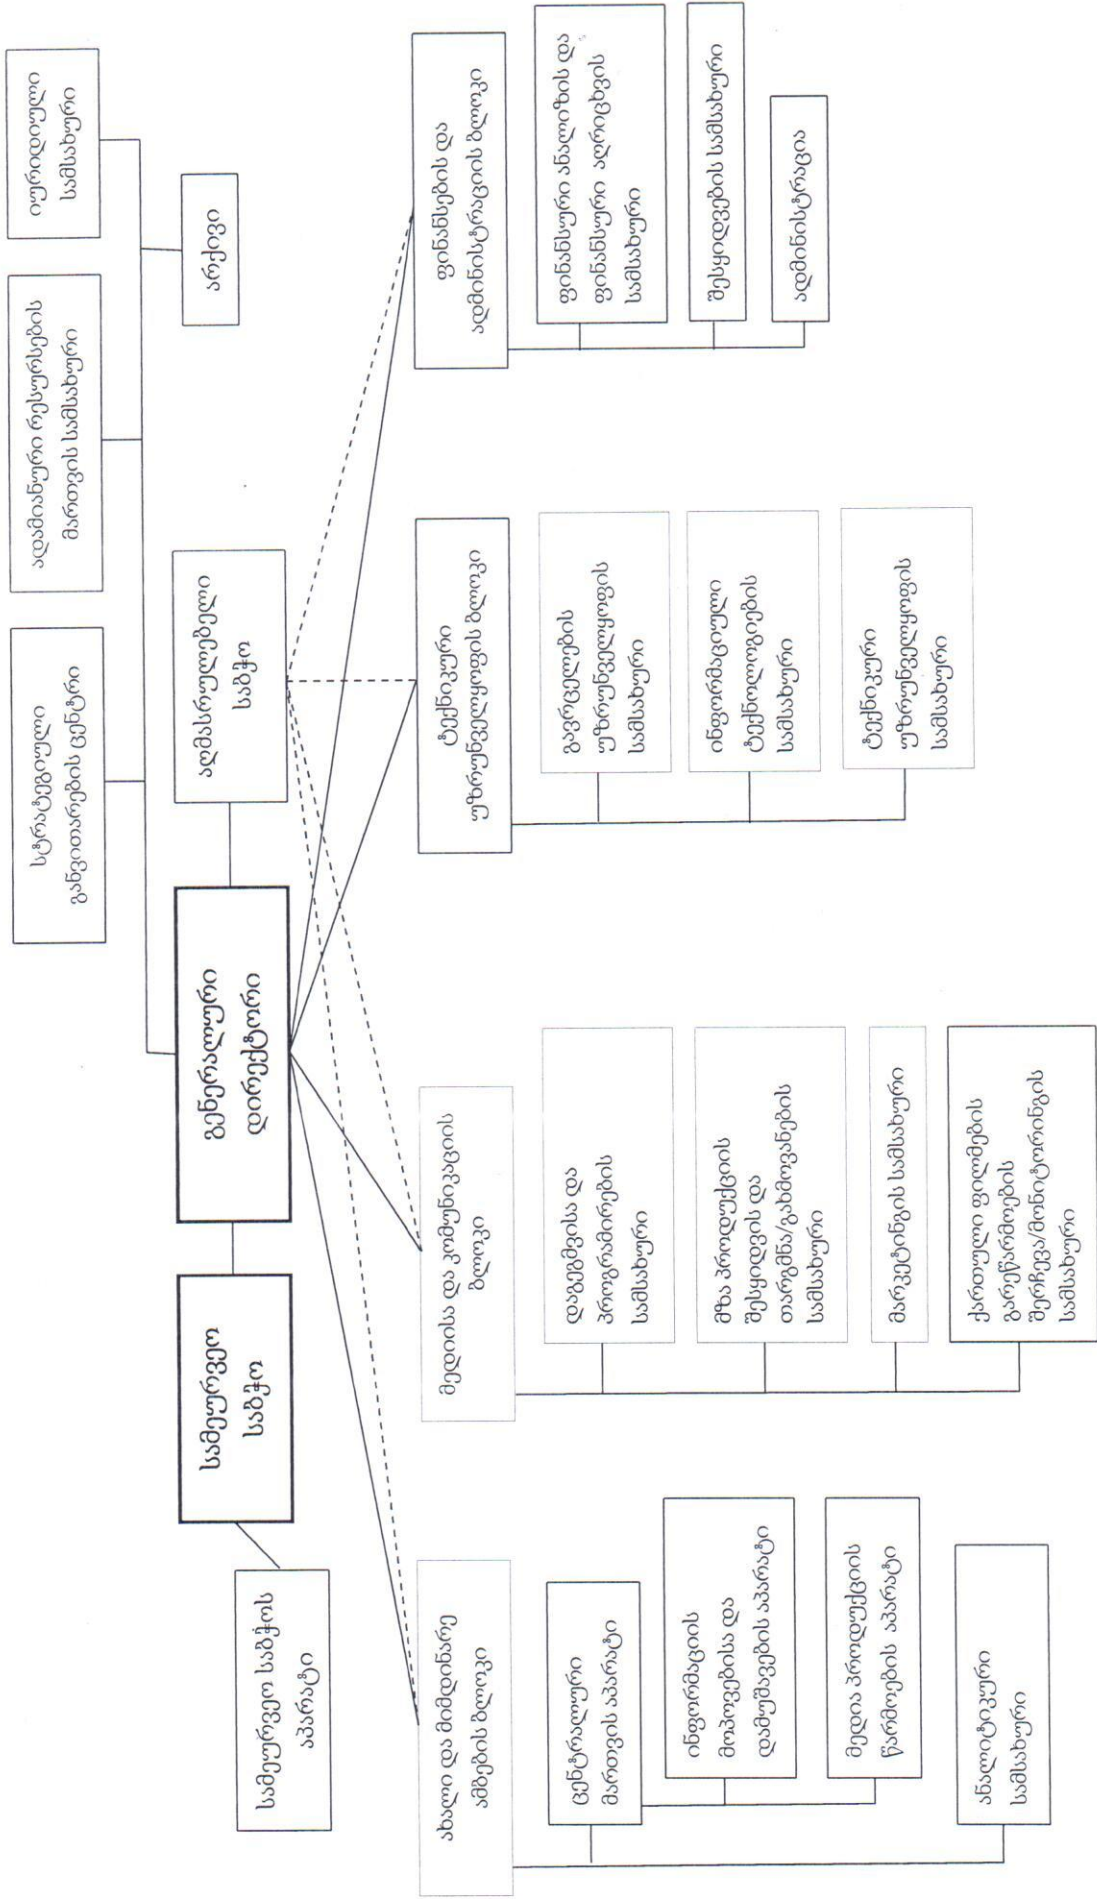 სტრატეგიული
განვითარების ცენტრი
ადამიანური რესურსების
მართვის სამსახური
იურიდიული
სამსახური
არქივი
სამეურვეო საბჭოს
აპარატი
სამეურვეო
საბჭო
გენერალური
დირექტორი
აღმასრულებელი
საბჭო
ახალი და მიმდინარე
ამბების ბლოკი
ცენტრალური
მართვის აპარატი
ინფორმაციის
მოპოვებისა და
დამუშავების აპარატი
მედია პროდუქციის
წარმოების აპარატი
ანალიტიკური
სამსახური
მედიისა და კომუნიკაციის
ბლოკი
დაგეგმვისა და
პროგრამირების
სამსახური
მზა პროდუქციის
შესყიდვის და
თარგმნა/გახმოვანების
სამსახური
მარკეტინგის სამსახური
ქართული ფილმების
გარეწარმოების
შერჩევა/მონიტორინგის
სამსახური
ტექნიკური
უზრუნველყოფის ბლოკი
გავრცელების
უზრუნველყოფის
სამსახური
ინფორმაციული
ტექნოლოგიების
სამსახური
ტექნიკური
უზრუნველყოფის
სამსახური
ფინანსების და
ადმინისტრაციის ბლოკი
ფინანსური ანალიზის და
ფინანსური აღრიცხვის
სამსახური
შესყიდვების სამსახური
ადმინისტრაცია